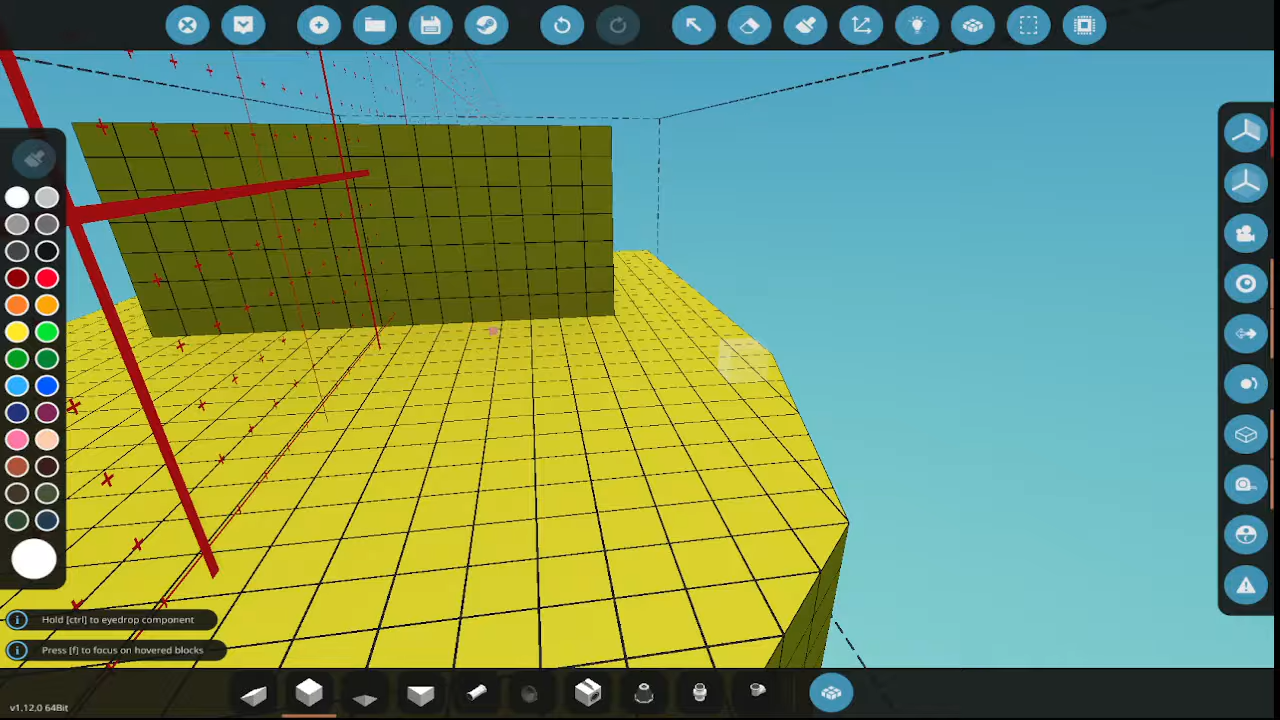 Hold [ctrl] to eyedrop component
Press [f] to focus on hovered blocks
v1.12.0 64Bit